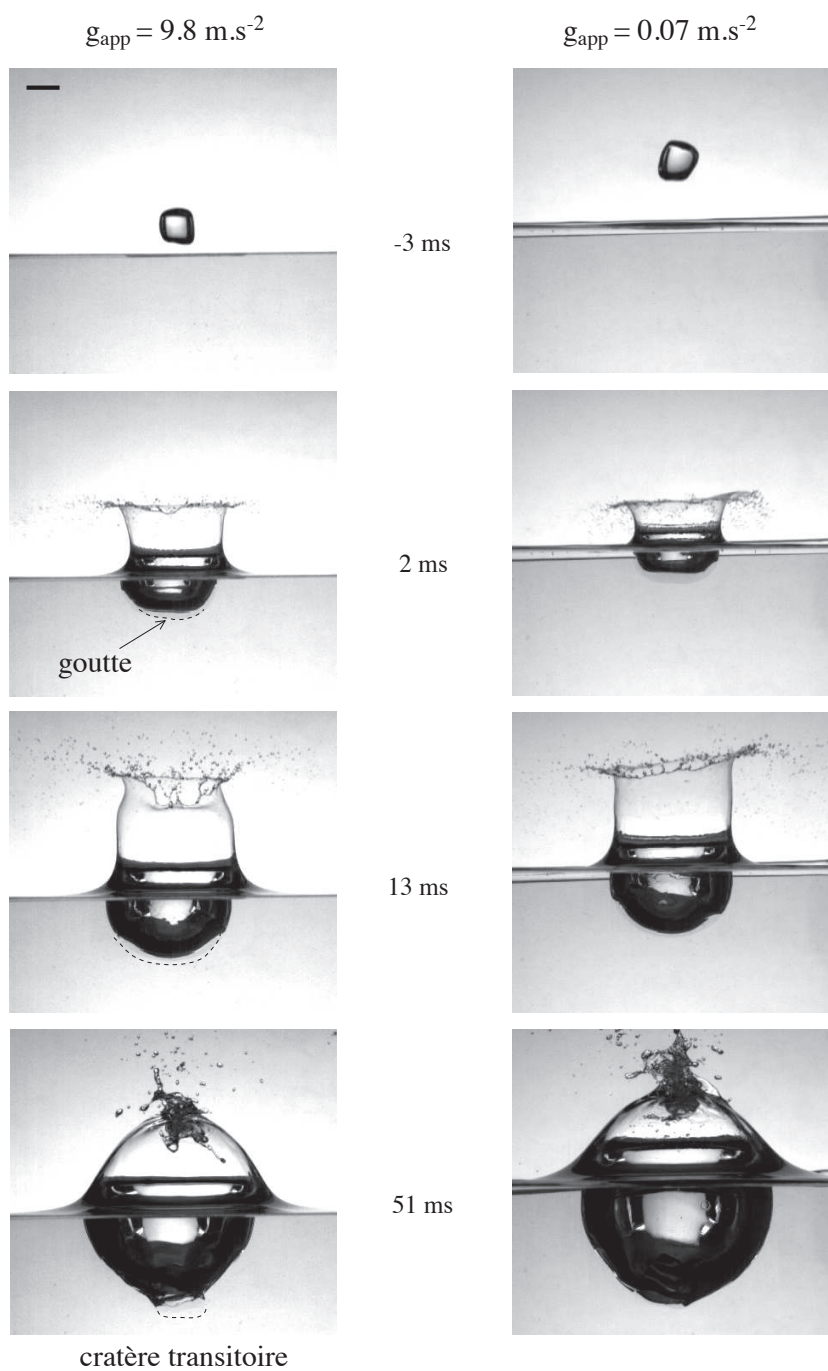 g_app = 9.8 m.s⁻² g_app = 0.07 m.s⁻²
-3 ms
2 ms
goutte
13 ms
51 ms
cratère transitoire